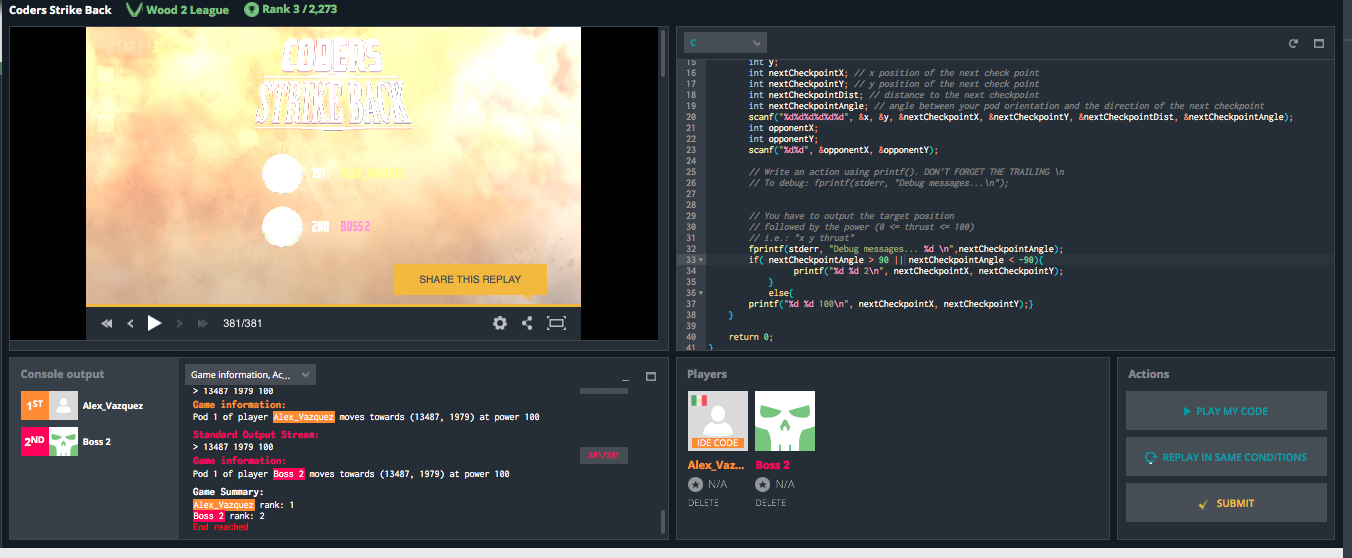 Coders Strike Back
Wood 2 League
Rank 3 / 2,273
CODERS
STRIKE BACK
1ST
2ND BOSS 2
SHARE THIS REPLAY
381/381
C
15 int y;
16 int nextCheckpointX; // x position of the next check point
17 int nextCheckpointY; // y position of the next check point
18 int nextCheckpointDist; // distance to the next checkpoint
19 int nextCheckpointAngle; // angle between your pod orientation and the direction of the next checkpoint
20 scanf("%d%d%d%d%d%d", &x, &y, &nextCheckpointX, &nextCheckpointY, &nextCheckpointDist, &nextCheckpointAngle);
21 int opponentX;
22 int opponentY;
23 scanf("%d%d", &opponentX, &opponentY);
24
25 // Write an action using printf(). DON'T FORGET THE TRAILING \n
26 // To debug: fprintf(stderr, "Debug messages...\n");
27
28
29 // You have to output the target position
30 // followed by the power (0 <= thrust <= 100)
31 // i.e.: "x y thrust"
32 fprintf(stderr, "Debug messages... %d \n",nextCheckpointAngle);
33 if( nextCheckpointAngle > 90 || nextCheckpointAngle < -90){
34 printf("%d %d 2\n", nextCheckpointX, nextCheckpointY);
35 }
36 else{
37 printf("%d %d 100\n", nextCheckpointX, nextCheckpointY);}
38 }
39
40 return 0;
41 }
Console output
1ST Alex_Vazquez
2ND Boss 2
Game information, Ac...
> 13487 1979 100
Game information:
Pod 1 of player Alex_Vazquez moves towards (13487, 1979) at power 100
Standard Output Stream:
> 13487 1979 100
Game information:
Pod 1 of player Boss 2 moves towards (13487, 1979) at power 100
Game Summary:
Alex_Vazquez rank: 1
Boss 2 rank: 2
End reached
381/381
Players
IDE CODE
Alex_Vaz...
N/A
DELETE
Boss 2
N/A
DELETE
Actions
PLAY MY CODE
REPLAY IN SAME CONDITIONS
SUBMIT